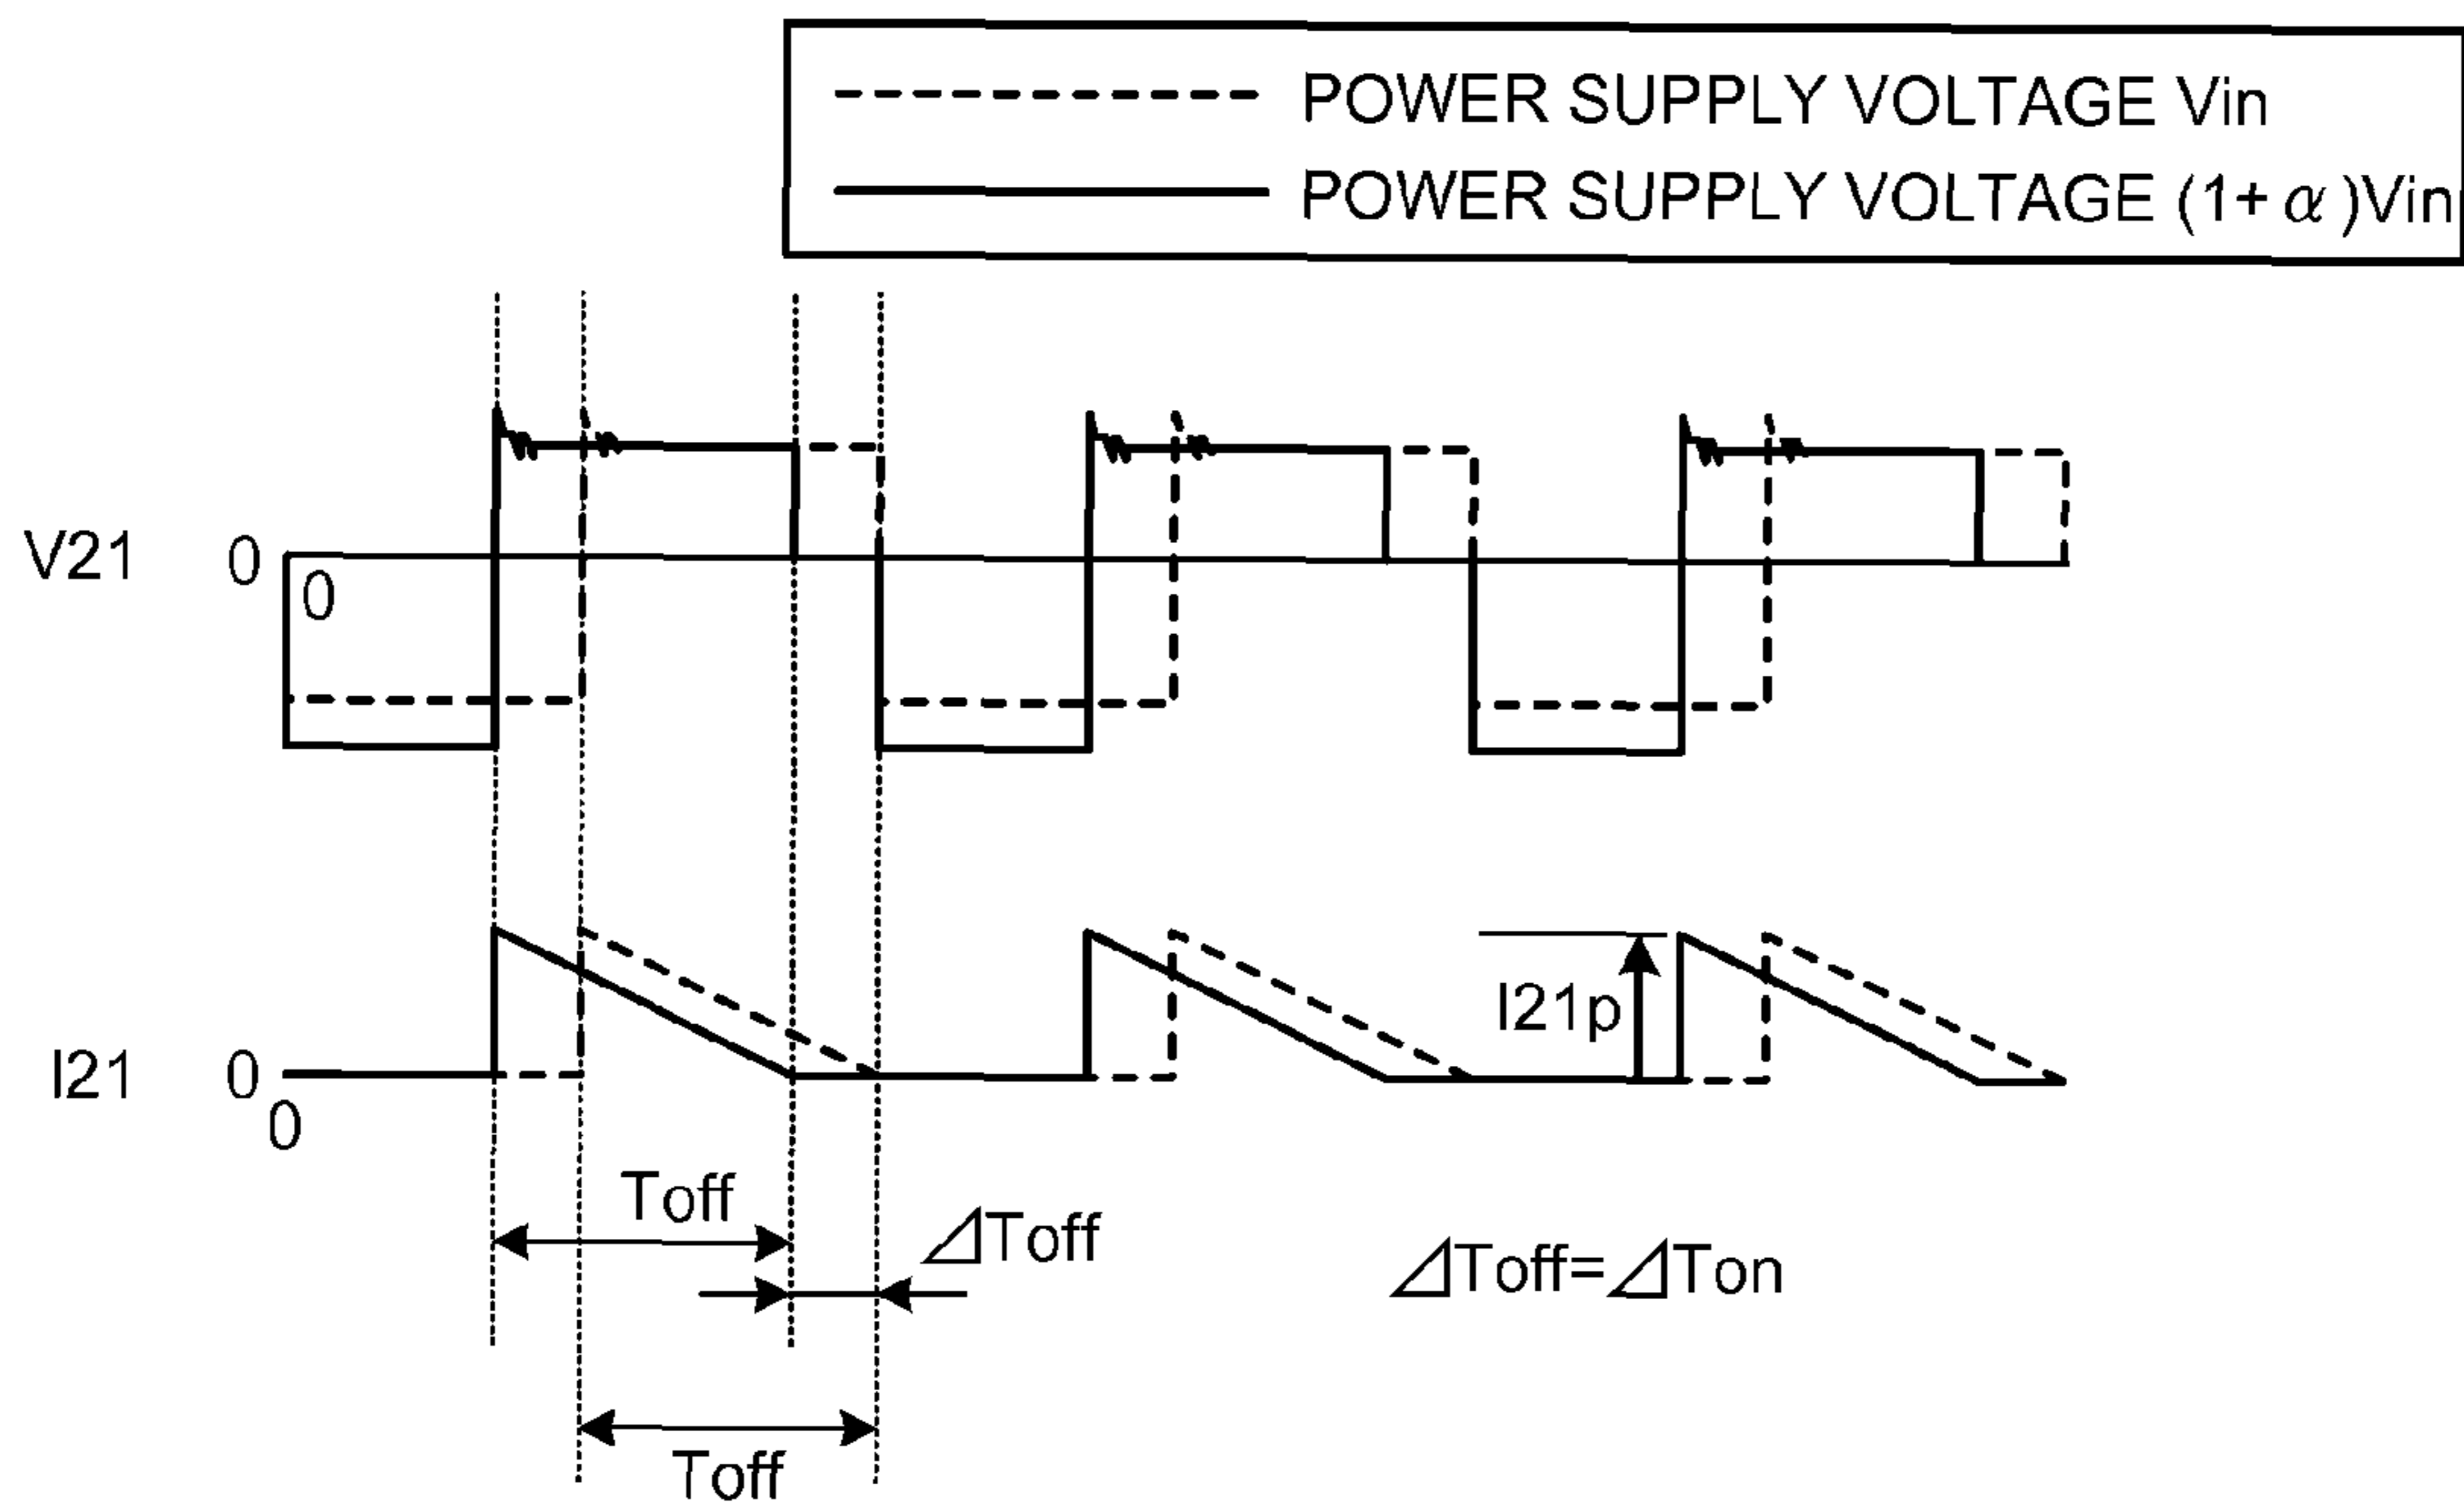 POWER SUPPLY VOLTAGE Vin
POWER SUPPLY VOLTAGE (1+α)Vin
V21
0
0
I21p
I21
0
0
Toff
⊿Toff
⊿Toff=⊿Ton
Toff